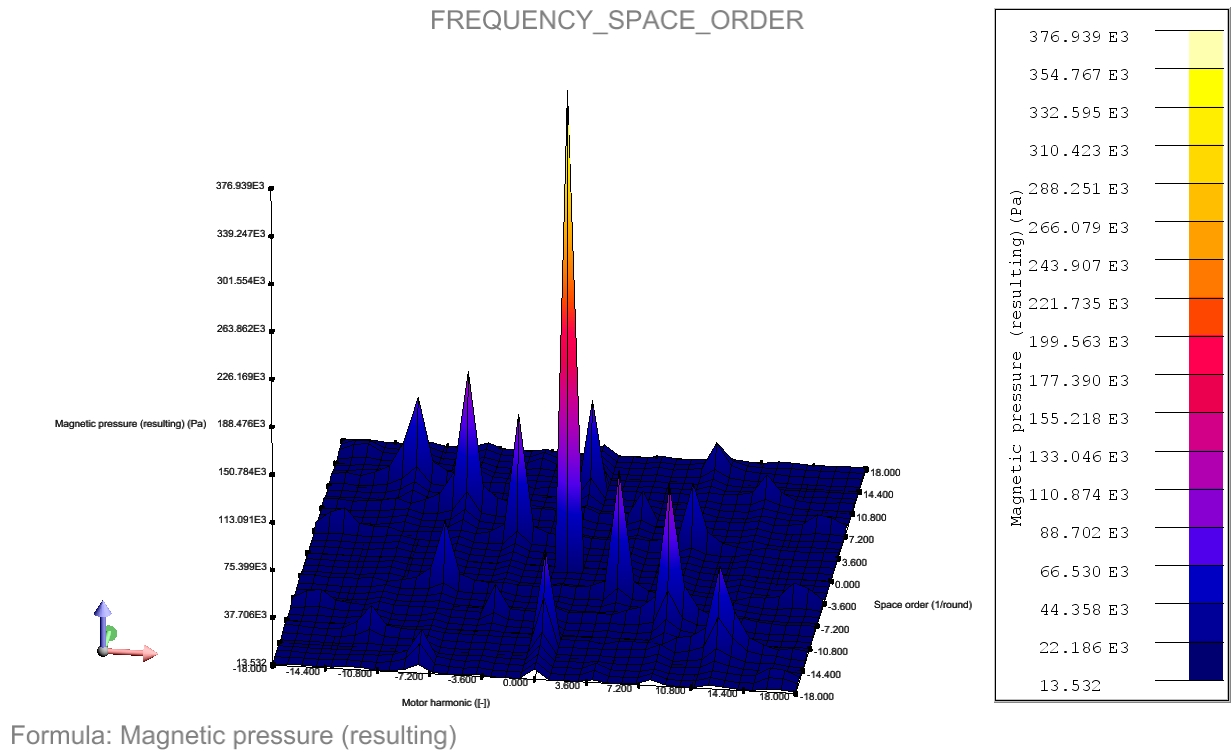 FREQUENCY_SPACE_ORDER
376.939E3
339.247E3
301.554E3
263.862E3
226.169E3
188.476E3
150.784E3
113.091E3
75.399E3
37.706E3
13.532
Magnetic pressure (resulting) (Pa)
-18.000
-14.400
-10.800
-7.200
-3.600
0.000
3.600
7.200
10.800
14.400
18.000
Motor harmonic ([-])
18.000
14.400
10.800
7.200
3.600
0.000
-3.600
-7.200
-10.800
-14.400
-18.000
Space order (1/round)
Magnetic pressure (resulting) (Pa)
376.939 E3
354.767 E3
332.595 E3
310.423 E3
288.251 E3
266.079 E3
243.907 E3
221.735 E3
199.563 E3
177.390 E3
155.218 E3
133.046 E3
110.874 E3
88.702 E3
66.530 E3
44.358 E3
22.186 E3
13.532
Formula: Magnetic pressure (resulting)